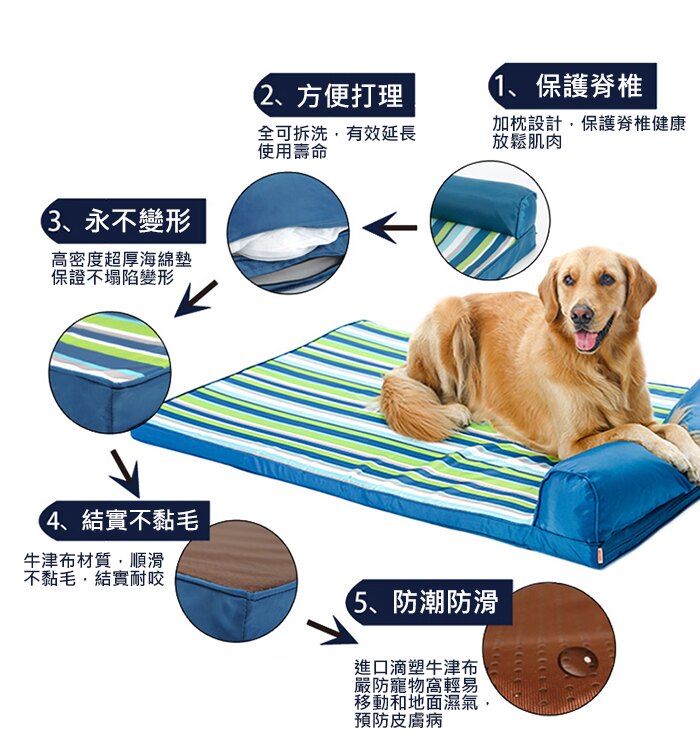 1、保護脊椎
加枕設計，保護脊椎健康
放鬆肌肉
2、方便打理
全可拆洗，有效延長
使用壽命
3、永不變形
高密度超厚海綿墊
保證不塌陷變形
4、結實不黏毛
牛津布材質，順滑
不黏毛，結實耐咬
5、防潮防滑
進口滴塑牛津布
嚴防寵物窩輕易
移動和地面濕氣，
預防皮膚病